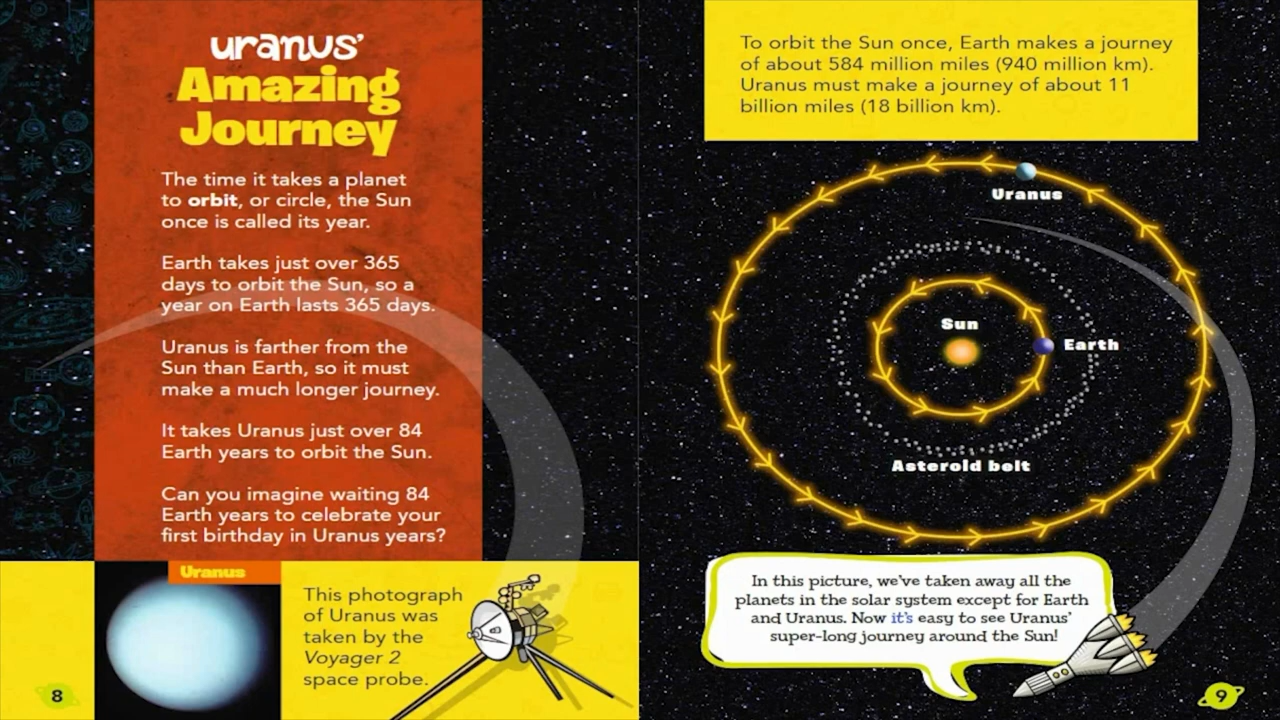 uranus'
Amazing
Journey
The time it takes a planet
to orbit, or circle, the Sun
once is called its year.
Earth takes just over 365
days to orbit the Sun, so a
year on Earth lasts 365 days.
Uranus is farther from the
Sun than Earth, so it must
make a much longer journey.
It takes Uranus just over 84
Earth years to orbit the Sun.
Can you imagine waiting 84
Earth years to celebrate your
first birthday in Uranus years?
Uranus
This photograph
of Uranus was
taken by the
Voyager 2
space probe.
8
To orbit the Sun once, Earth makes a journey
of about 584 million miles (940 million km).
Uranus must make a journey of about 11
billion miles (18 billion km).
Uranus
Sun
Earth
Asteroid belt
In this picture, we've taken away all the
planets in the solar system except for Earth
and Uranus. Now it's easy to see Uranus'
super-long journey around the Sun!
9